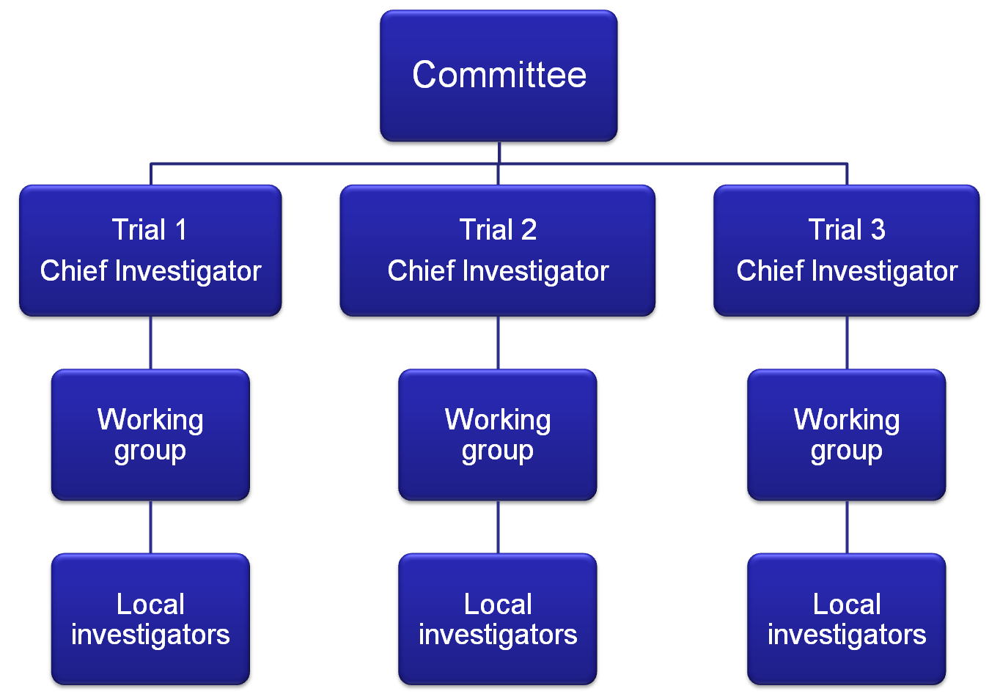 Committee
Trial 1
Chief Investigator
Trial 2
Chief Investigator
Trial 3
Chief Investigator
Working
group
Working
group
Working
group
Local
investigators
Local
investigators
Local
investigators